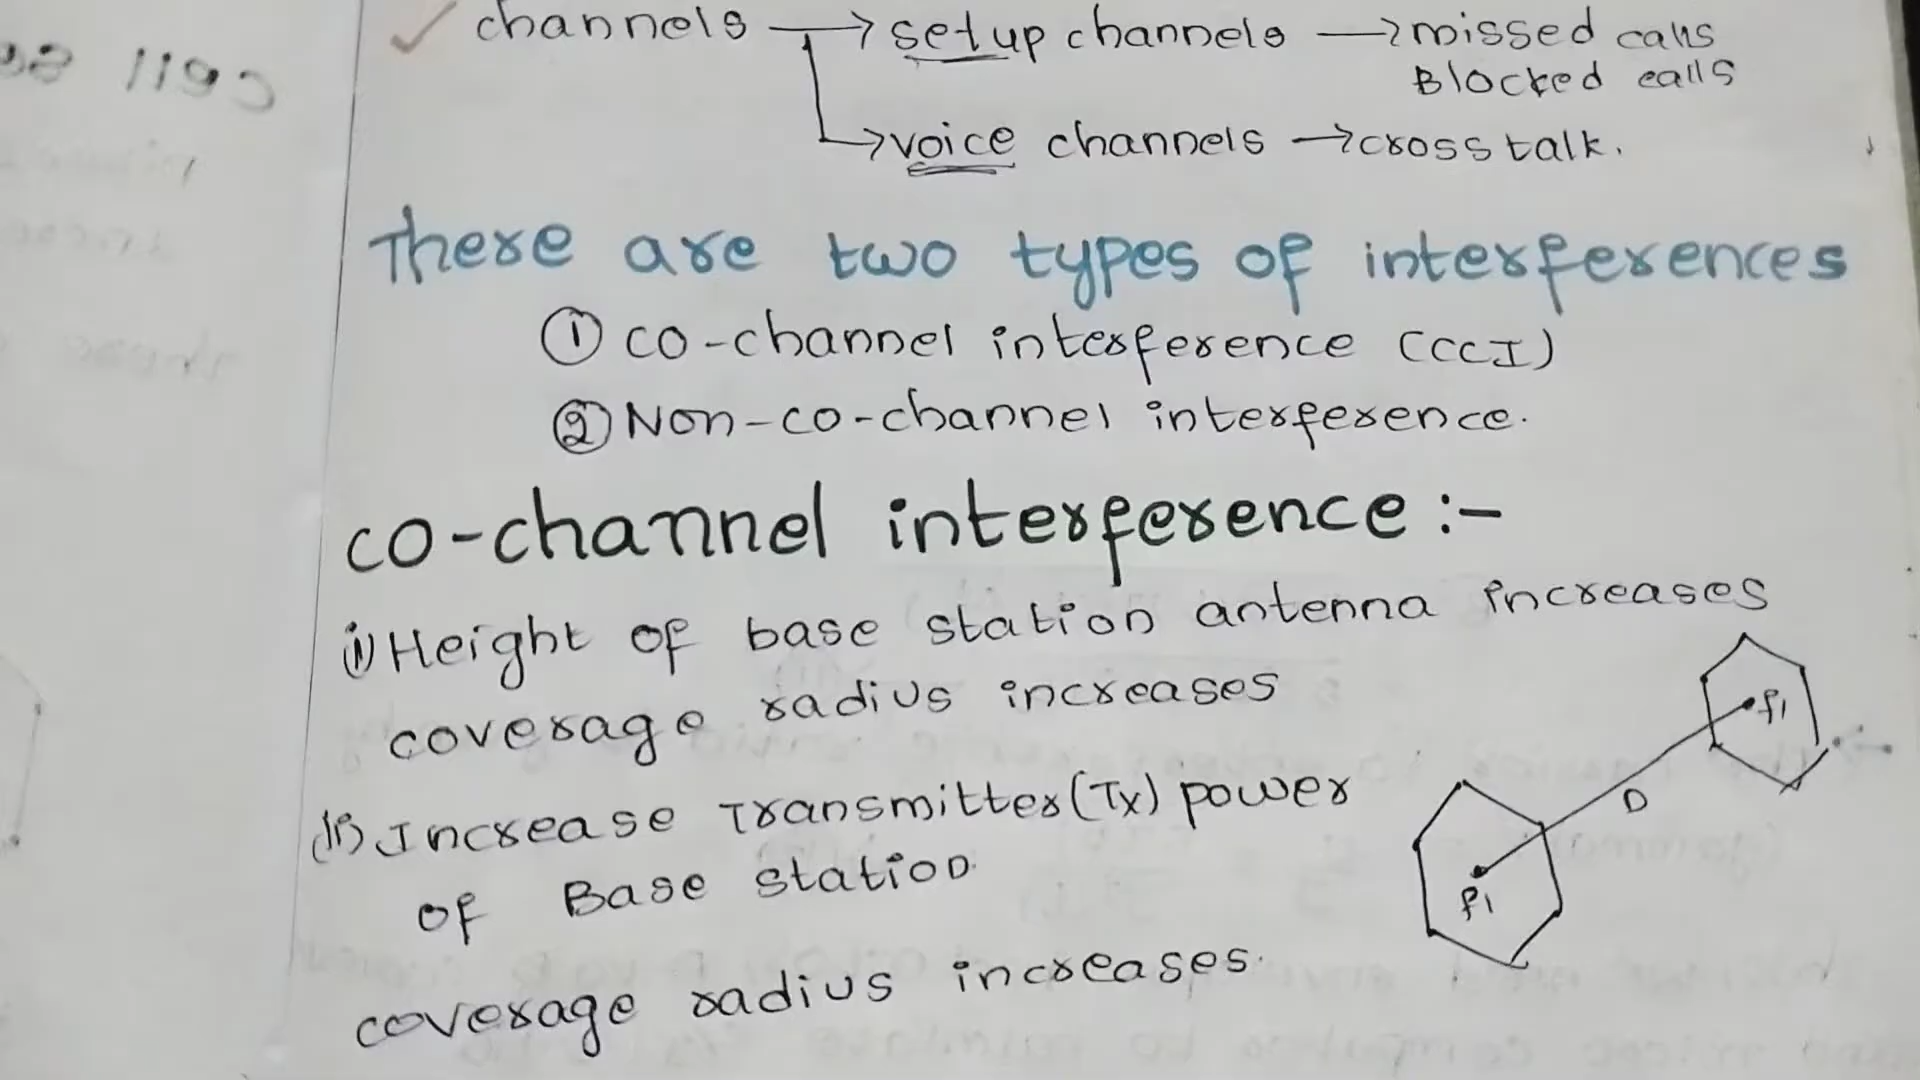 channels → setup channels → missed calls
Blocked calls
→ voice channels → cross talk.
There are two types of interferences
① co-channel interference (CCI)
② Non-co-channel interference.
co-channel interference :-
i) Height of base station antenna increases
coverage radius increases
f1
D
f1
ii) Increase Transmitter (Tx) power
of Base station
coverage radius increases.